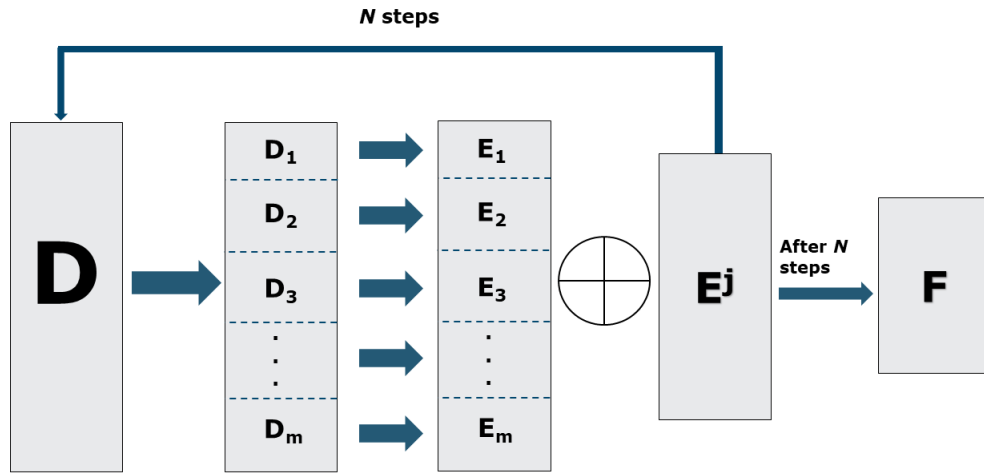 N steps
D
D₁
D₂
D₃
.
.
.
Dₘ
E₁
E₂
E₃
.
.
.
Eₘ
Eʲ
After N
steps
F